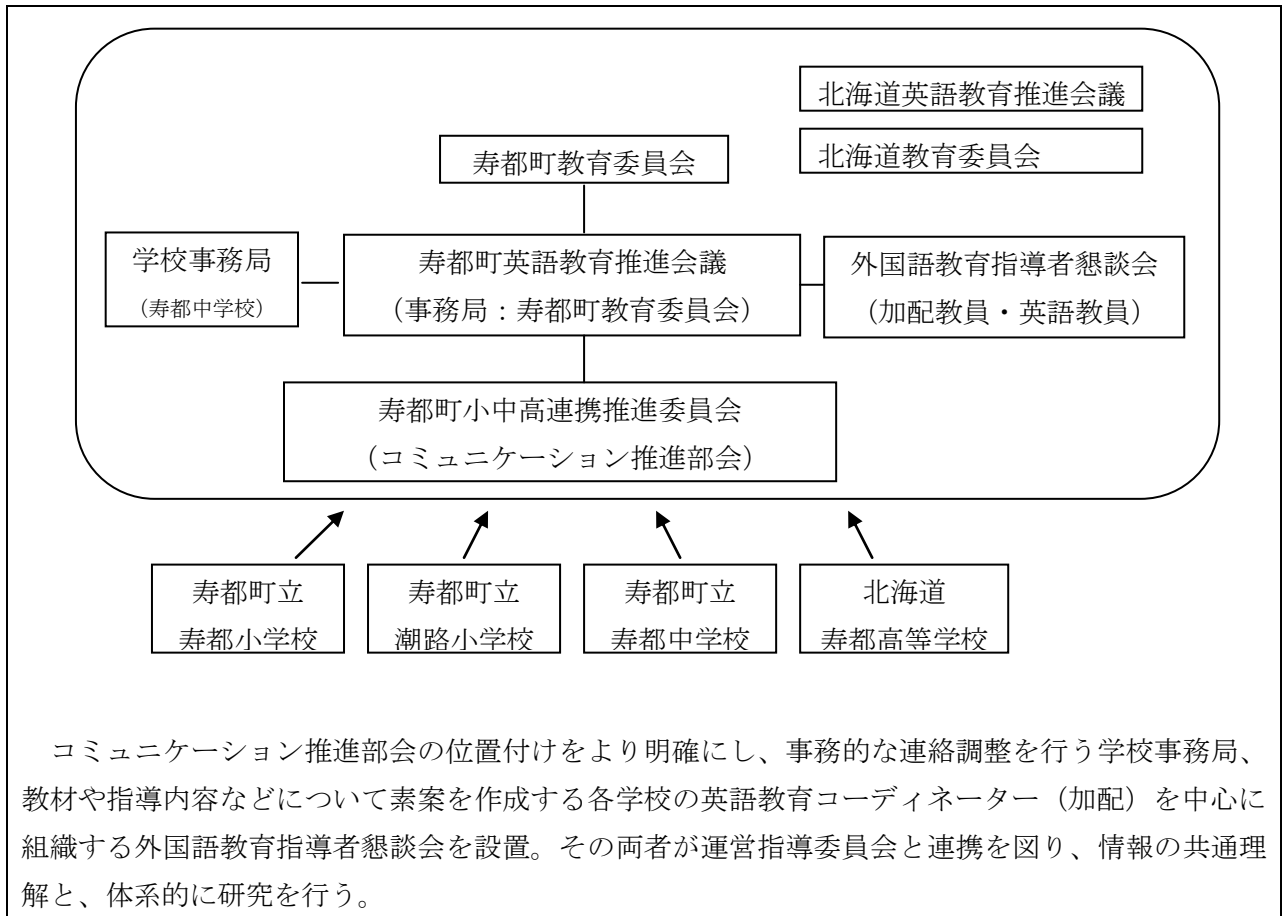 北海道英語教育推進会議
北海道教育委員会
寿都町教育委員会
学校事務局
(寿都中学校)
寿都町英語教育推進会議
(事務局:寿都町教育委員会)
外国語教育指導者懇談会
(加配教員・英語教員)
寿都町小中高連携推進委員会
(コミュニケーション推進部会)
寿都町立
寿都小学校
寿都町立
潮路小学校
寿都町立
寿都中学校
北海道
寿都高等学校
コミュニケーション推進部会の位置付けをより明確にし、事務的な連絡調整を行う学校事務局、
教材や指導内容などについて素案を作成する各学校の英語教育コーディネーター(加配)を中心に
組織する外国語教育指導者懇談会を設置。その両者が運営指導委員会と連携を図り、情報の共通理
解と、体系的に研究を行う。